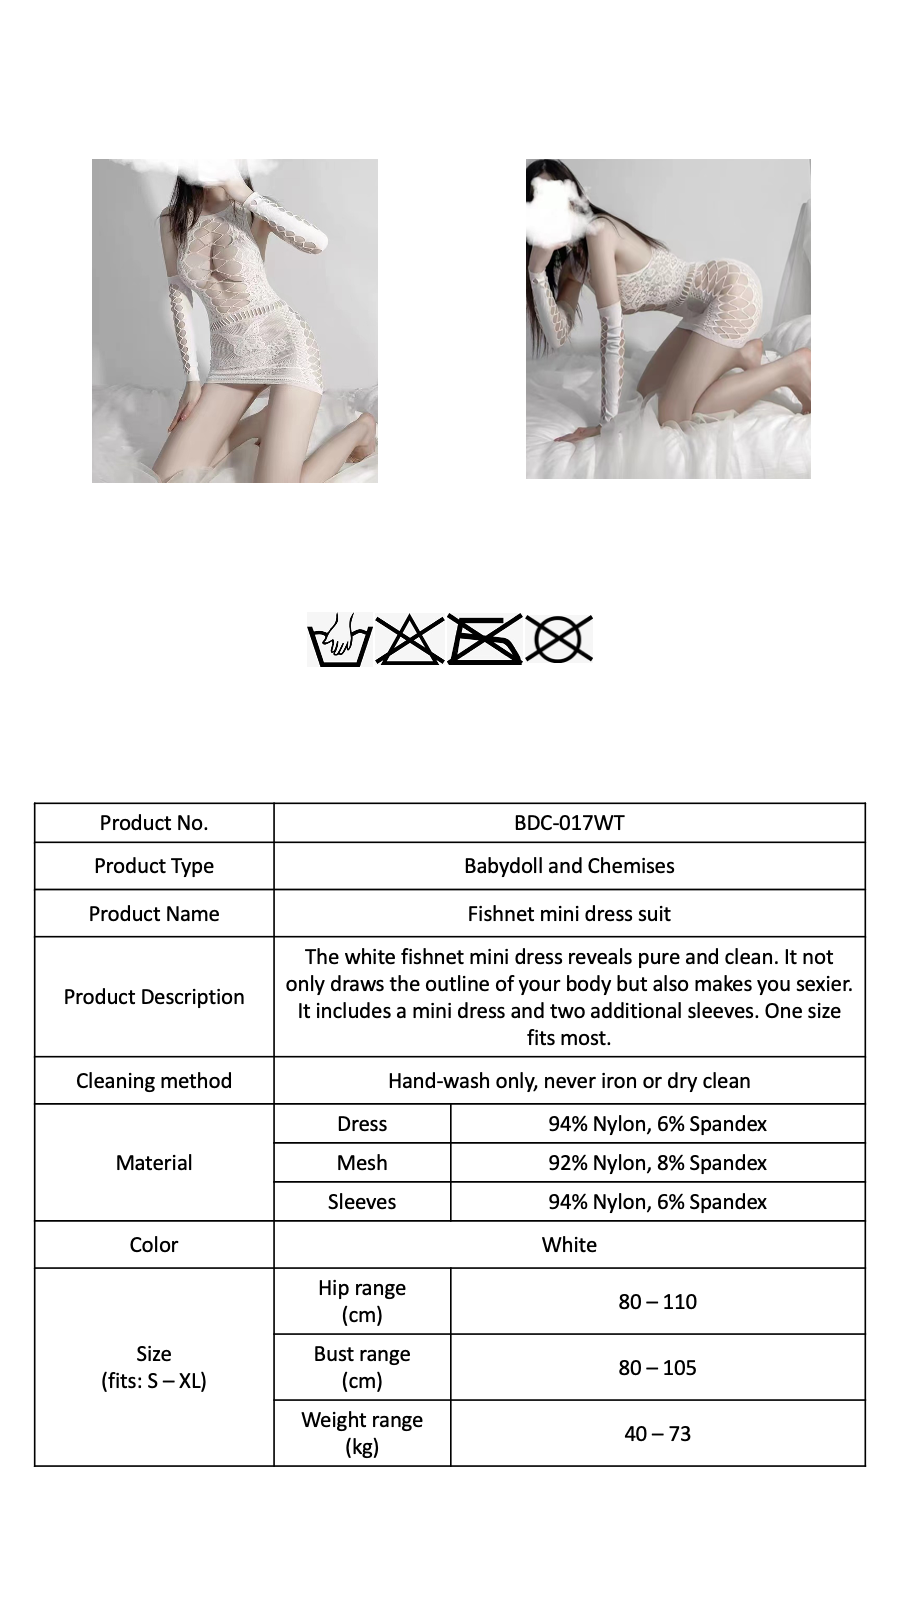 Product No.
BDC-017WT
Product Type
Babydoll and Chemises
Product Name
Fishnet mini dress suit
Product Description
The white fishnet mini dress reveals pure and clean. It not
only draws the outline of your body but also makes you sexier.
It includes a mini dress and two additional sleeves. One size
fits most.
Cleaning method
Hand-wash only, never iron or dry clean
Material
Dress
94% Nylon, 6% Spandex
Mesh
92% Nylon, 8% Spandex
Sleeves
94% Nylon, 6% Spandex
Color
White
Size
(fits: S – XL)
Hip range
(cm)
80 – 110
Bust range
(cm)
80 – 105
Weight range
(kg)
40 – 73